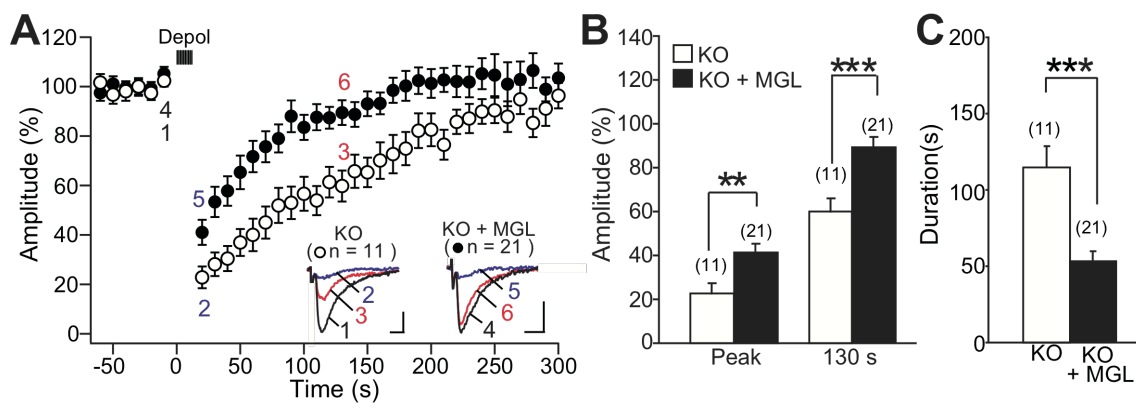 A
Depol
120
100
80
60
40
20
0
Amplitude (%)
-50
0
50
100
150
200
250
300
Time (s)
4
1
5
2
6
3
KO
( n = 11 )
2
3
1
KO + MGL
( n = 21 )
5
6
4
B
140
120
100
80
60
40
20
0
Amplitude (%)
KO
KO + MGL
**
***
(11)
(21)
(11)
(21)
Peak
130 s
C
200
150
100
50
0
Duration(s)
***
(11)
(21)
KO
KO
+ MGL